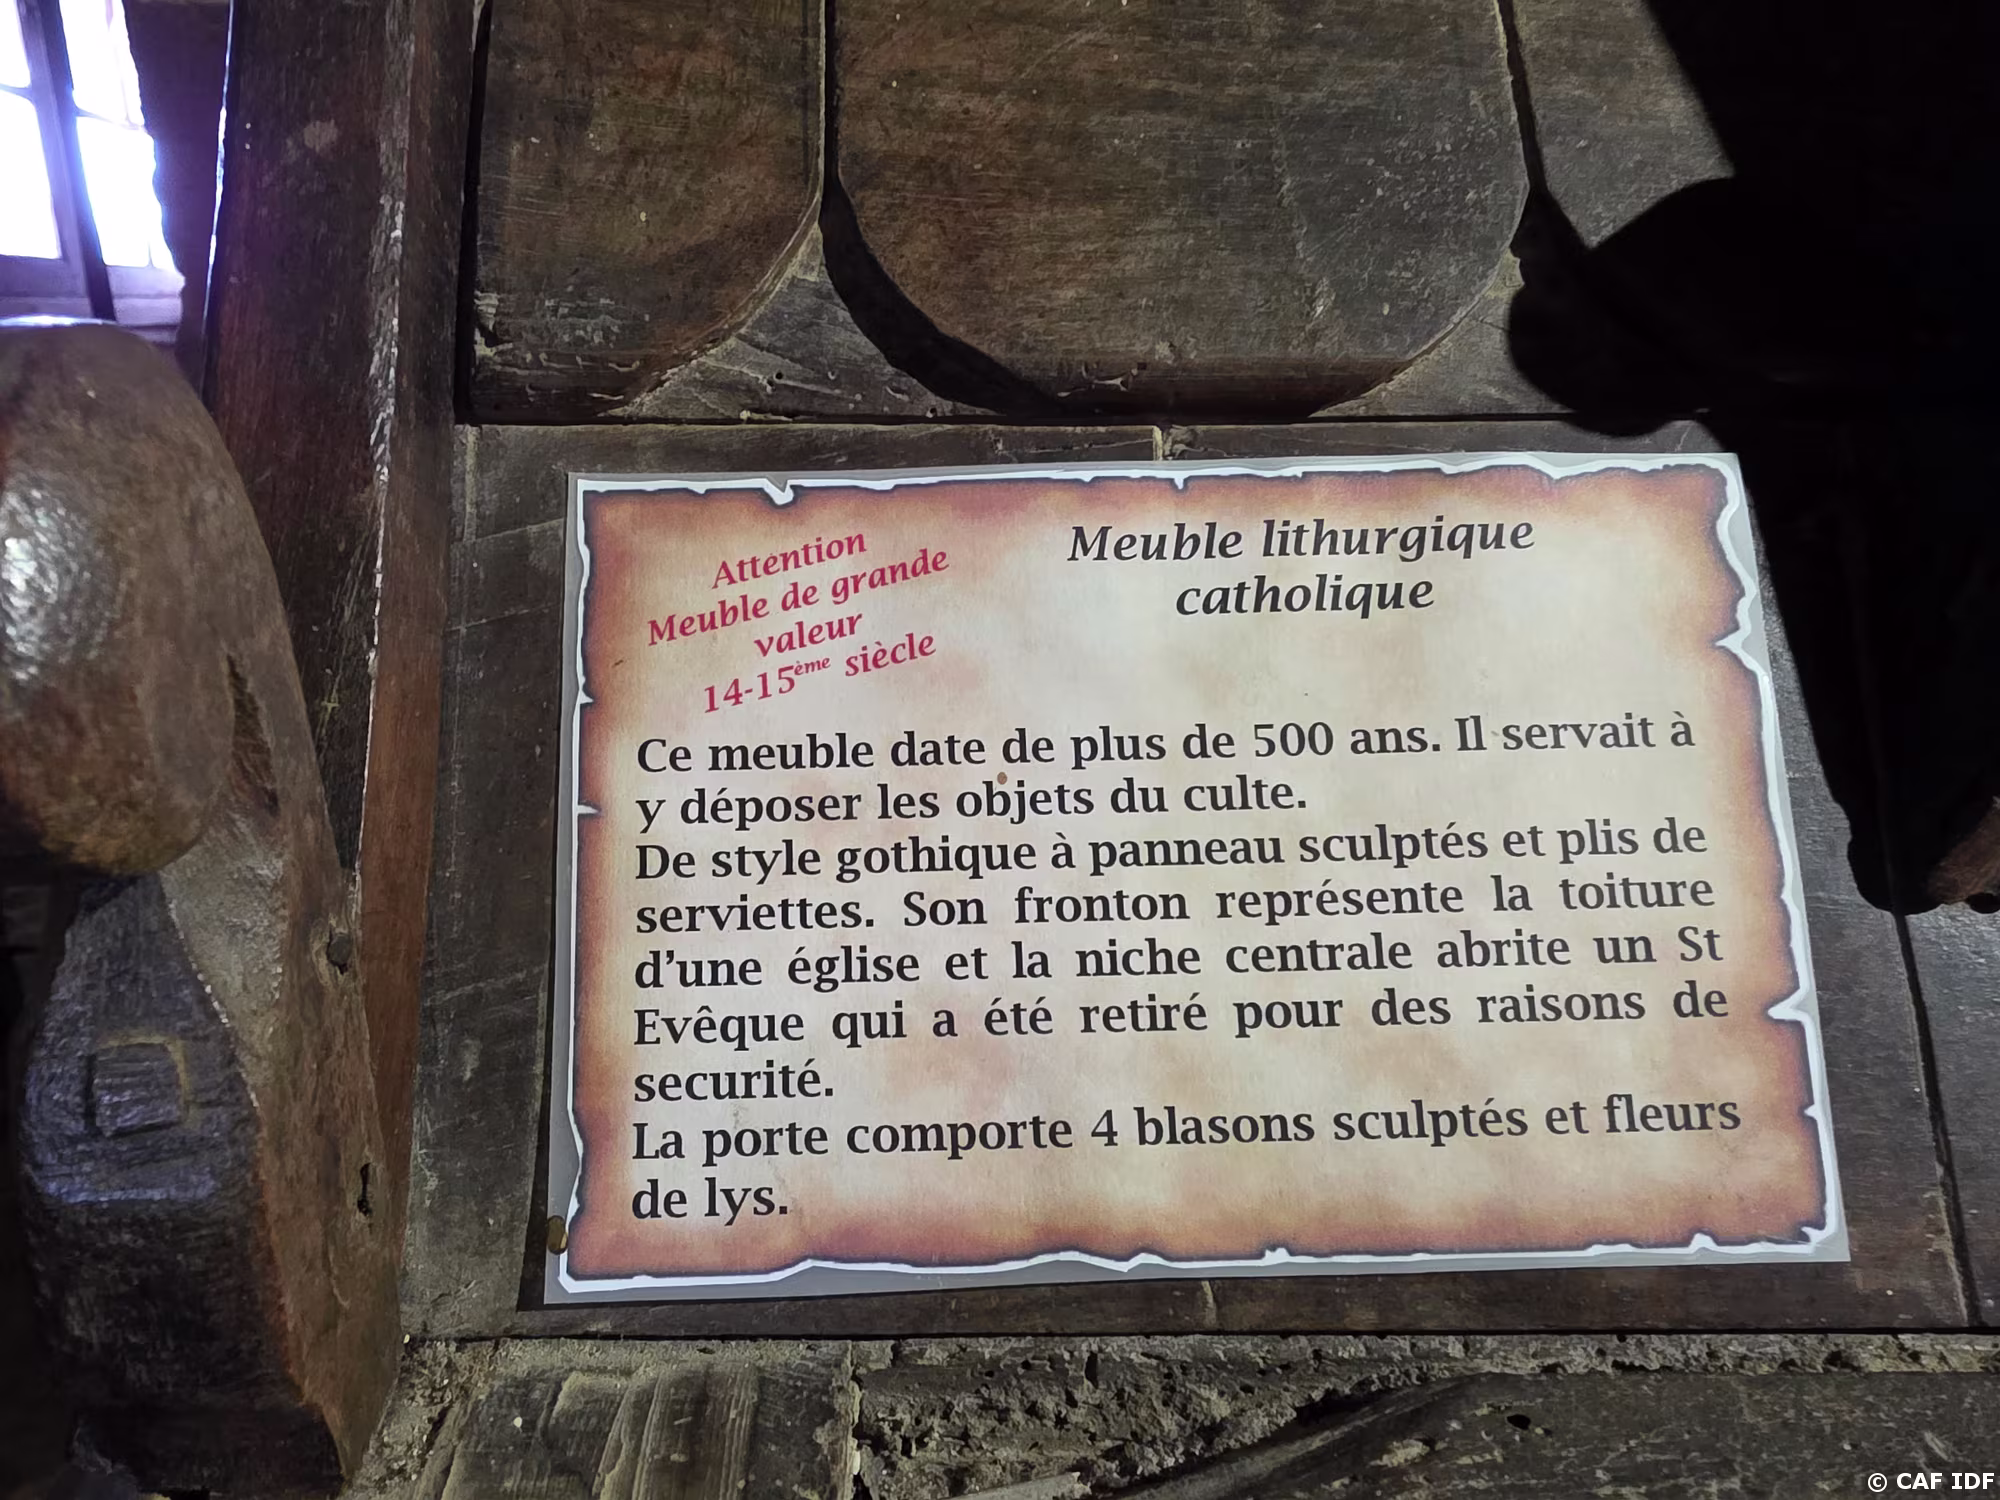 Attention
Meuble de grande
valeur
14-15ème siècle
Meuble lithurgique
catholique
Ce meuble date de plus de 500 ans. Il servait à
y déposer les objets du culte.
De style gothique à panneau sculptés et plis de
serviettes. Son fronton représente la toiture
d'une église et la niche centrale abrite un St
Evêque qui a été retiré pour des raisons de
securité.
La porte comporte 4 blasons sculptés et fleurs
de lys.
© CAF IDF